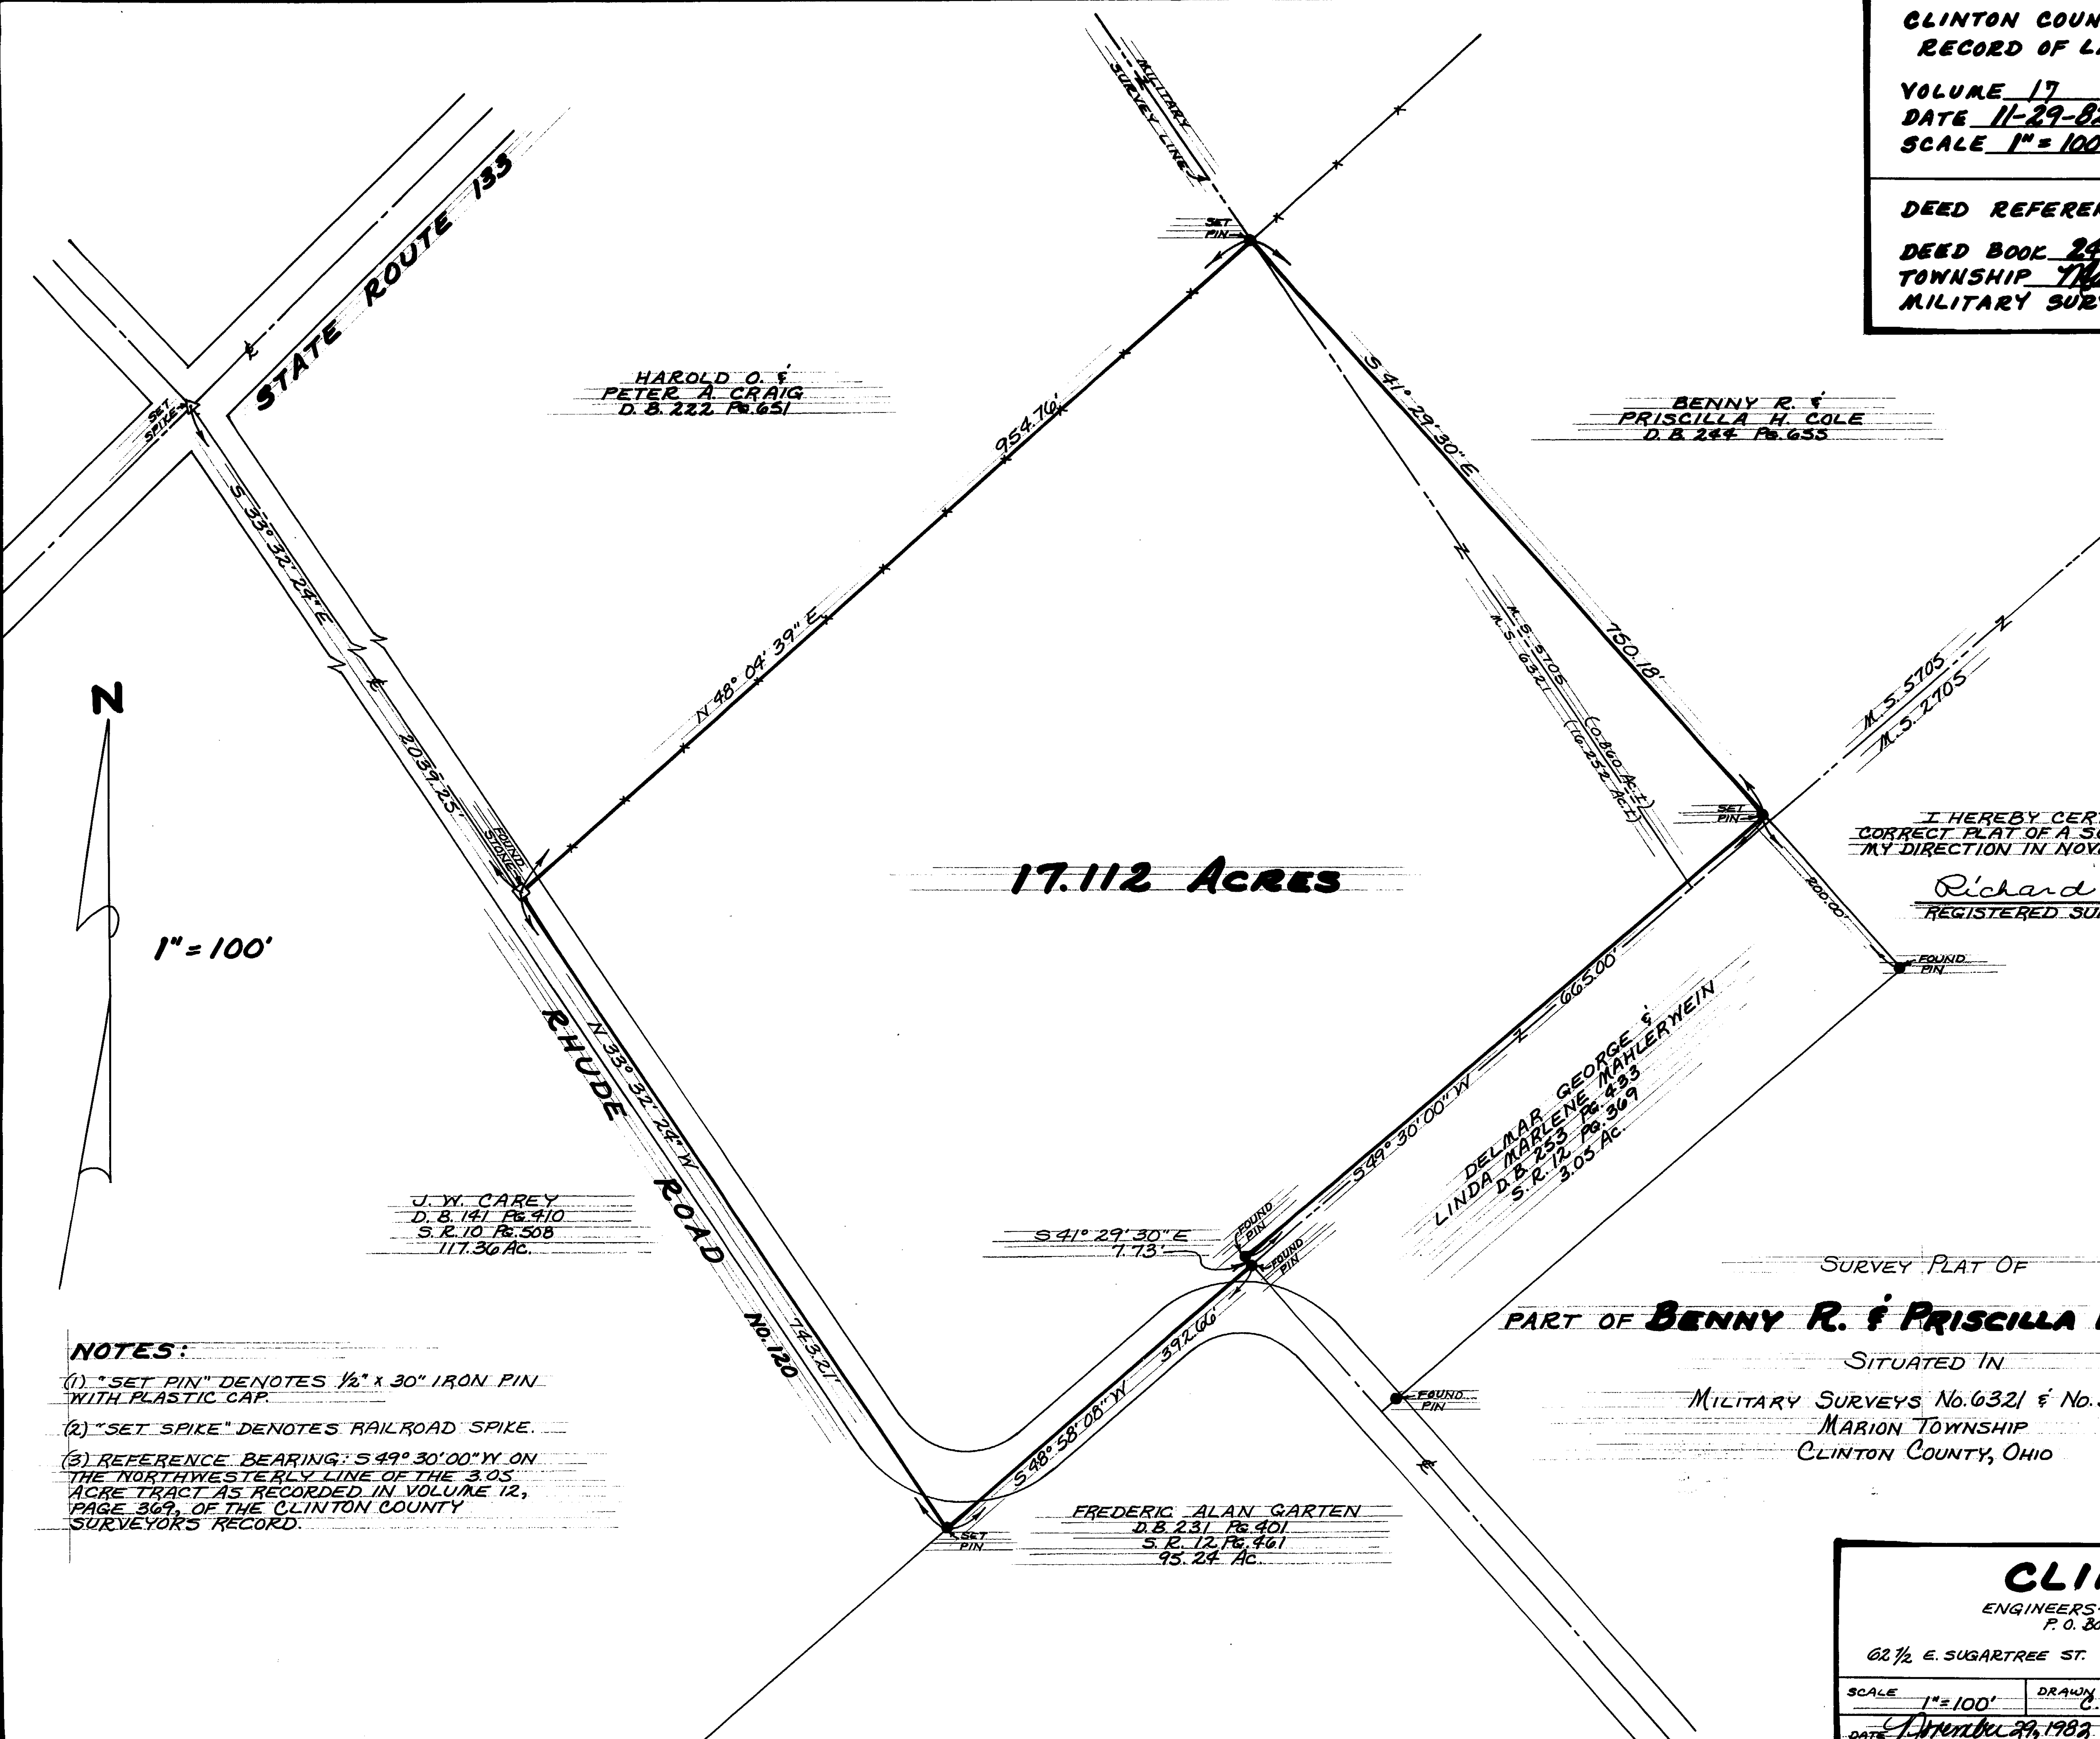 CLINTON COUN
RECORD OF L
VOLUME 17
DATE 11-29-82
SCALE 1" = 100
DEED REFEREN
DEED BOOK 24
TOWNSHIP
MILITARY SUR
MILITARY
SURVEY LINE
STATE ROUTE 133
SET
PIN
SET
SPIKE
HAROLD O. &
PETER A. CRAIG
D. B. 222 PG. 651
954.76'
N 48° 04' 39" E
S 41° 29' 30" E
750.18'
BENNY R. &
PRISCILLA H. COLE
D. B. 244 PG. 655
S 33° 32' 24" E
2039.25'
FOUND
STONE
M. S. 5705 (0.860 AC.±)
M. S. 6321 (16.252 AC.±)
M. S. 5705
M. S. 2705
N
1" = 100'
17.112 ACRES
SET
PIN
200.00'
FOUND
PIN
I HEREBY CER
CORRECT PLAT OF A S
MY DIRECTION IN NOV
Richard
REGISTERED SU
RHUDE ROAD NO. 120
N 33° 32' 24" W
743.21'
665.00'
S 49° 30' 00" W
DELMAR GEORGE &
LINDA MARLENE MAHLERWEIN
D. B. 253 PG. 433
S. R. 12 PG. 369
3.05 AC.
J. W. CAREY
D. B. 141 PG. 410
S. R. 10 PG. 508
117.36 AC.
S 41° 29' 30" E
7.73'
FOUND
PIN
FOUND
PIN
392.66'
S 48° 58' 08" W
FOUND
PIN
SET
PIN
FREDERIC ALAN GARTEN
D. B. 231 PG. 401
S. R. 12 PG. 461
95.24 AC.
NOTES:
(1) "SET PIN" DENOTES 1/2" x 30" IRON PIN
WITH PLASTIC CAP.
(2) "SET SPIKE" DENOTES RAILROAD SPIKE.
(3) REFERENCE BEARING: S 49° 30' 00" W ON
THE NORTHWESTERLY LINE OF THE 3.05
ACRE TRACT AS RECORDED IN VOLUME 12,
PAGE 369, OF THE CLINTON COUNTY
SURVEYORS RECORD.
SURVEY PLAT OF
PART OF BENNY R. & PRISCILLA
SITUATED IN
MILITARY SURVEYS NO. 6321 & NO.
MARION TOWNSHIP
CLINTON COUNTY, OHIO
CLI
ENGINEERS
P. O. BO
62 1/2 E. SUGARTREE ST.
SCALE 1"=100'
DRAWN C.
DATE November 29, 1982